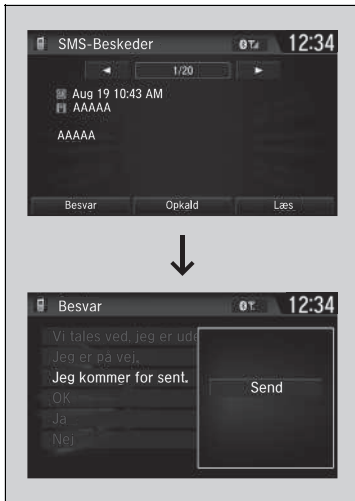 SMS-Beskeder 12:34
1/20
Aug 19 10:43 AM
AAAAA
AAAAA
Besvar Opkald Læs
Besvar 12:34
Vi tales ved, jeg er ude
Jeg er på vej.
Jeg kommer for sent.
OK
Ja
Nej
Send